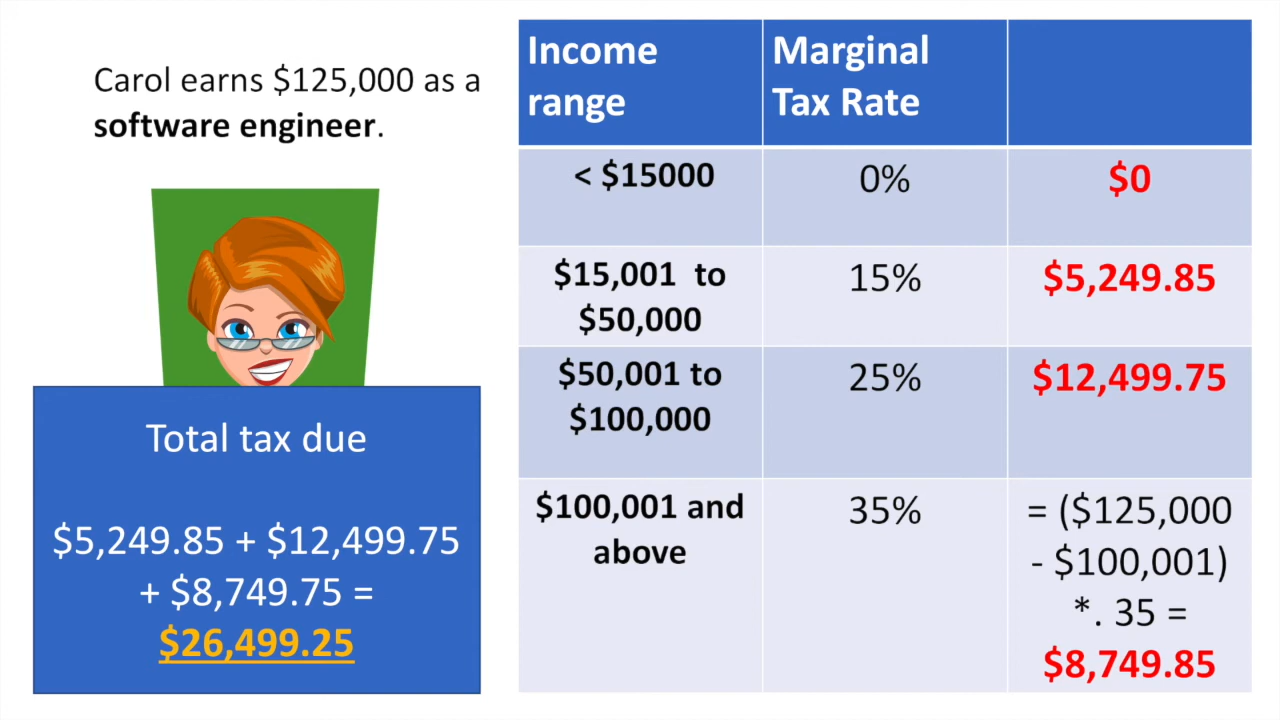 Carol earns $125,000 as a
software engineer.
Total tax due
$5,249.85 + $12,499.75
+ $8,749.75 =
$26,499.25
Income
range
Marginal
Tax Rate
< $15000
0%
$0
$15,001 to
$50,000
15%
$5,249.85
$50,001 to
$100,000
25%
$12,499.75
$100,001 and
above
35%
= ($125,000
- $100,001)
*. 35 =
$8,749.85